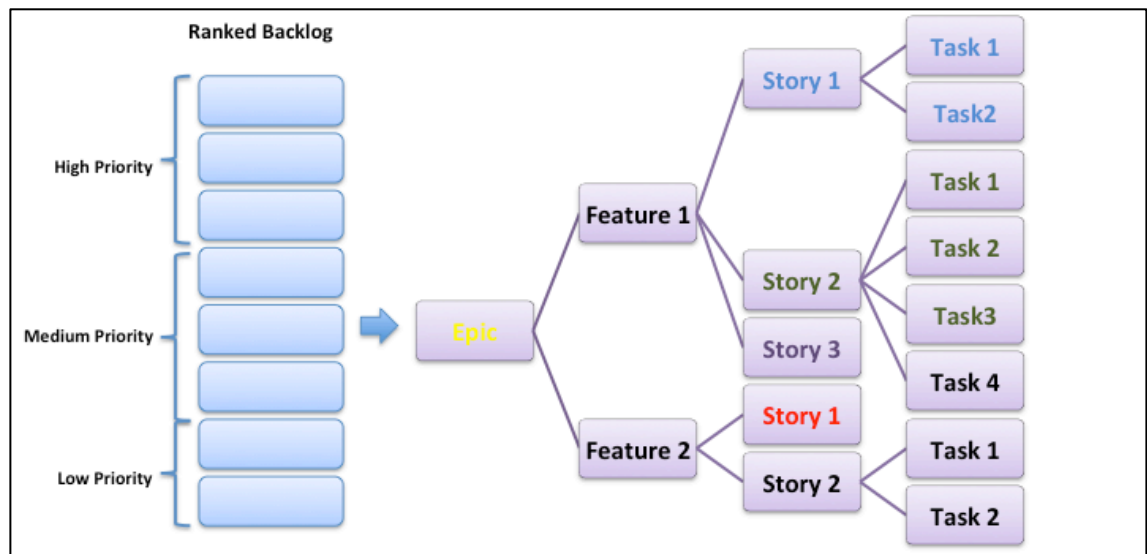 Ranked Backlog
High Priority
Medium Priority
Low Priority
Epic
Feature 1
Feature 2
Story 1
Story 2
Story 3
Story 1
Story 2
Task 1
Task2
Task 1
Task 2
Task3
Task 4
Task 1
Task 2